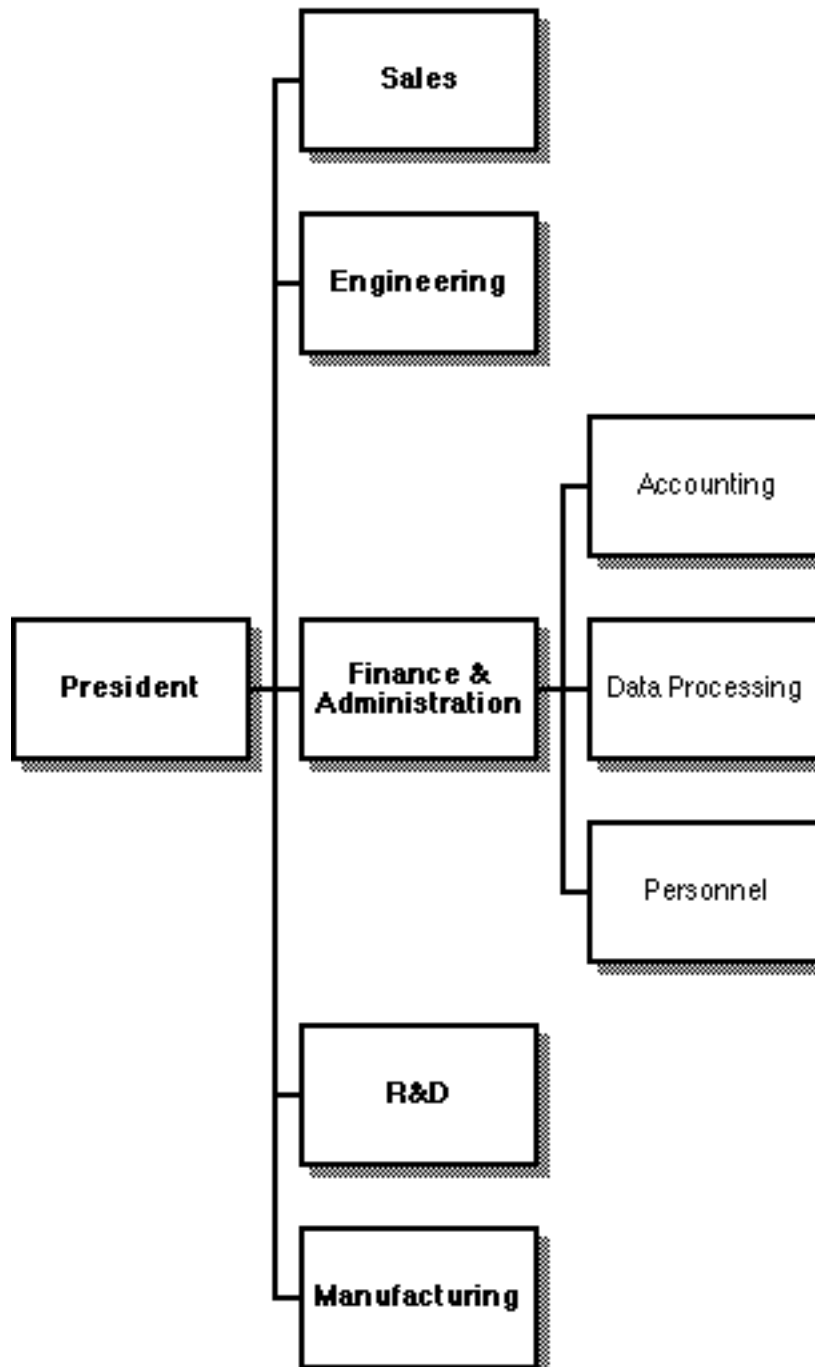 Sales
Engineering
Accounting
President
Finance &
Administration
Data Processing
Personnel
R&D
Manufacturing